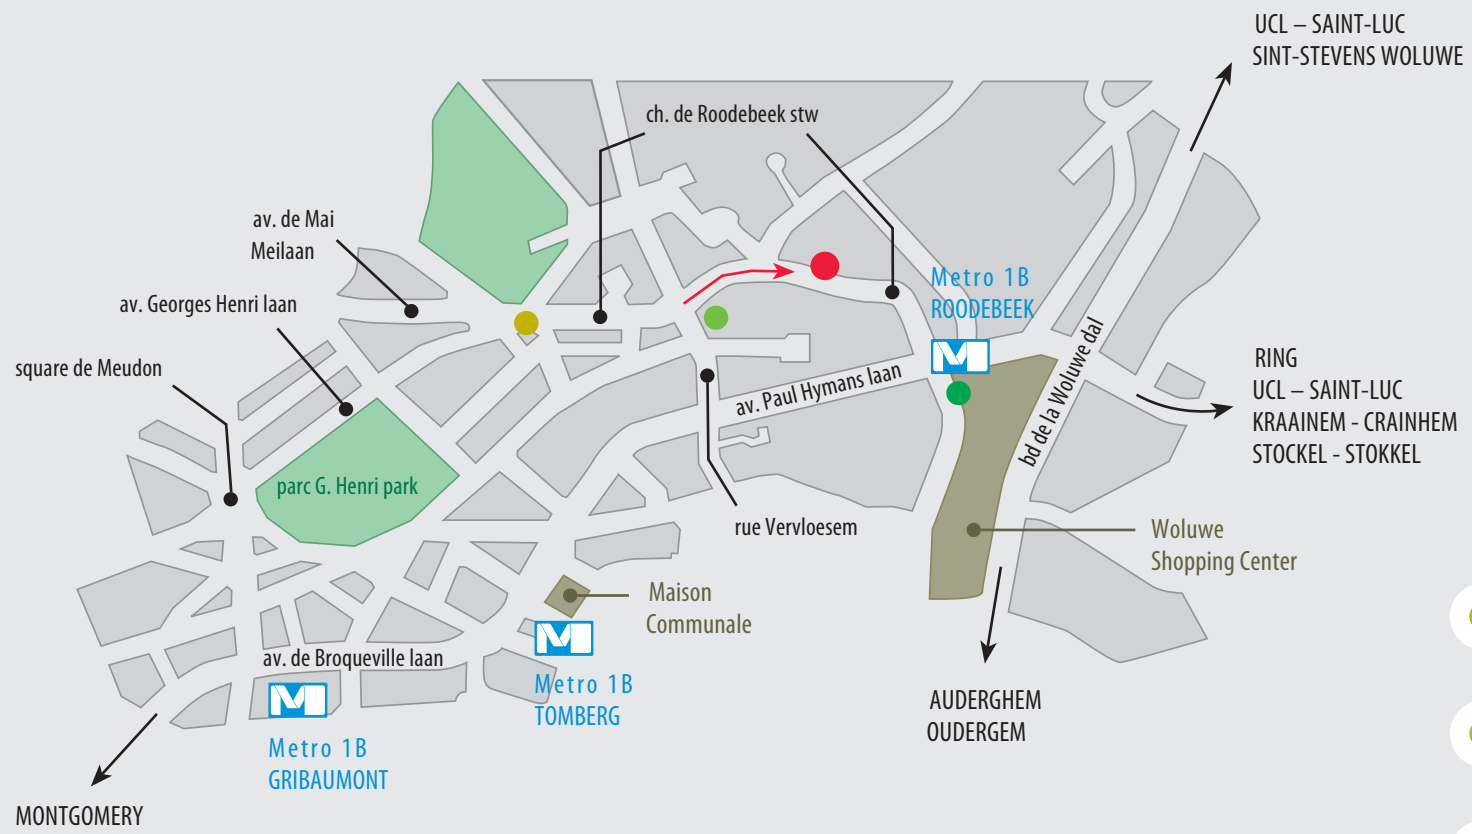 UCL – SAINT-LUC
SINT-STEVENS WOLUWE
ch. de Roodebeek stw
av. de Mai
Meilaan
av. Georges Henri laan
square de Meudon
Metro 1B
ROODEBEEK
RING
UCL – SAINT-LUC
KRAAINEM - CRAINHEM
STOCKEL - STOKKEL
av. Paul Hymans laan
bd de la Woluwe dal
parc G. Henri park
rue Vervloesem
Woluwe
Shopping Center
Maison
Communale
av. de Broqueville laan
Metro 1B
TOMBERG
AUDERGHEM
OUDERGEM
Metro 1B
GRIBAUMONT
MONTGOMERY